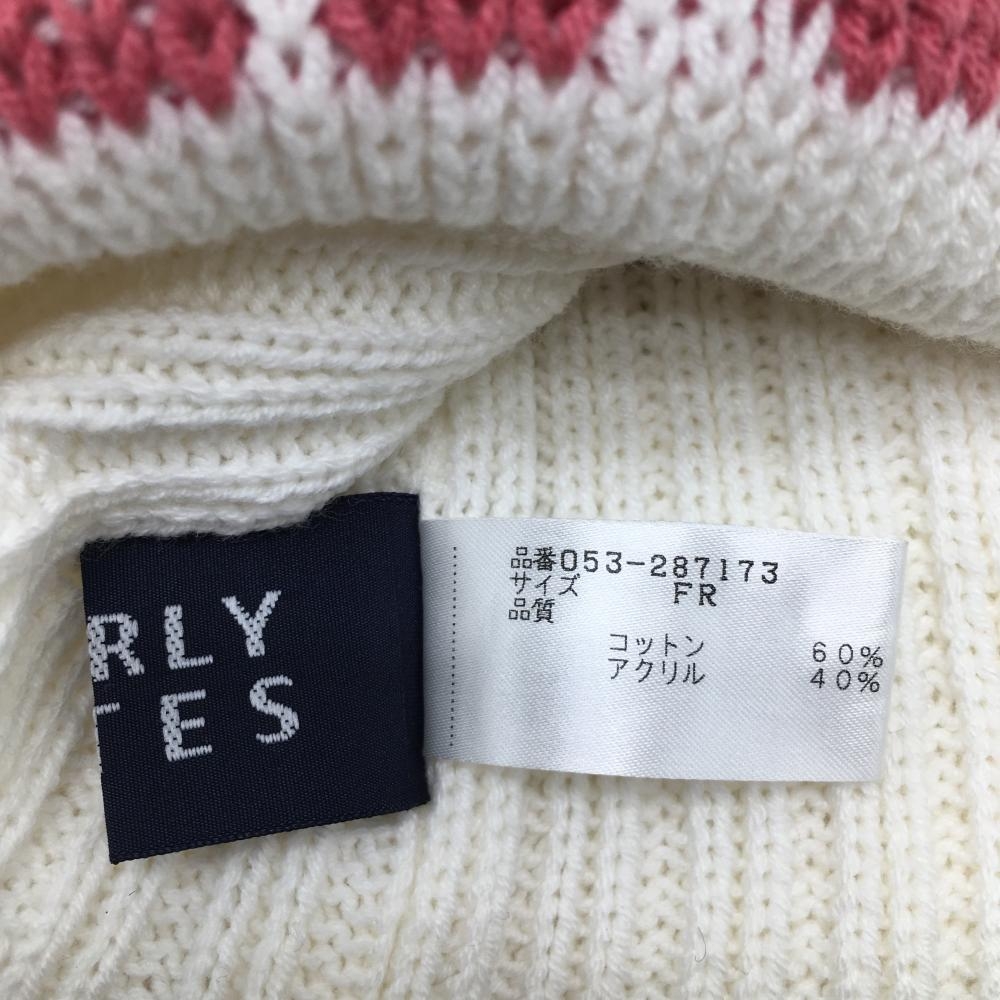 RLY
ES
品番053-287173
サイズ FR
品質
コットン 60%
アクリル 40%